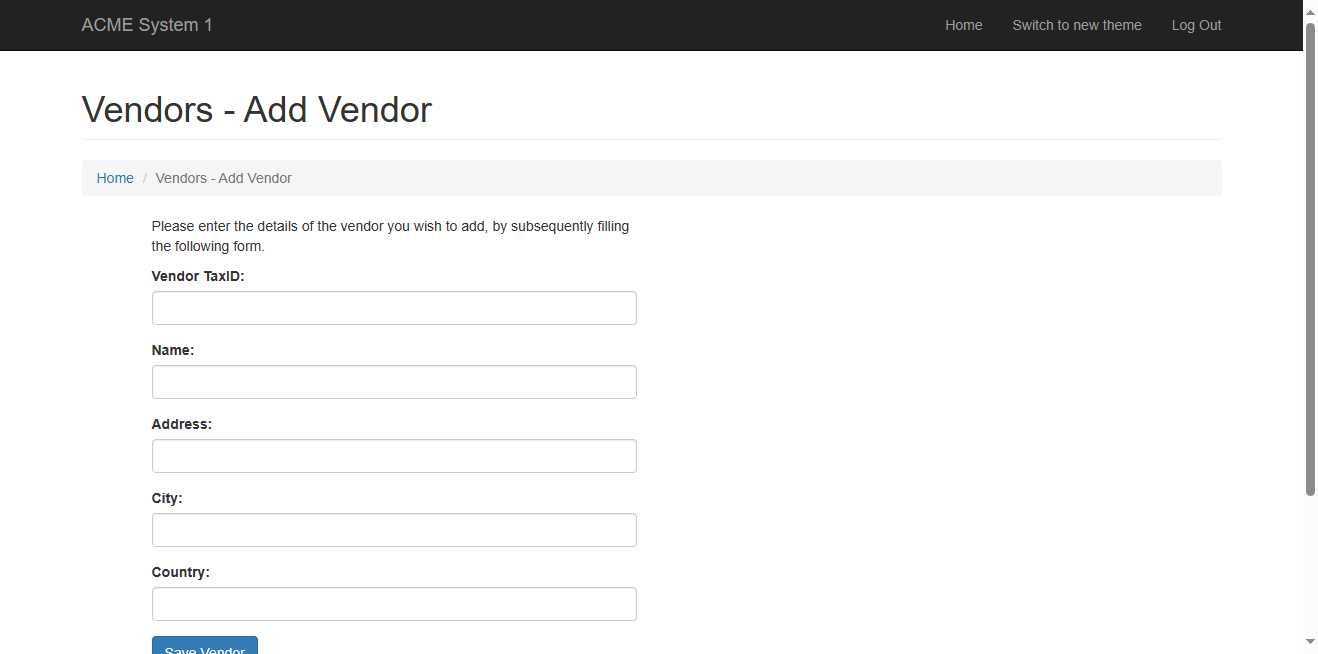 ACME System 1
Home
Switch to new theme
Log Out
Vendors - Add Vendor
Home / Vendors - Add Vendor
Please enter the details of the vendor you wish to add, by subsequently filling
the following form.
Vendor TaxID:
Name:
Address:
City:
Country:
Save Vendor